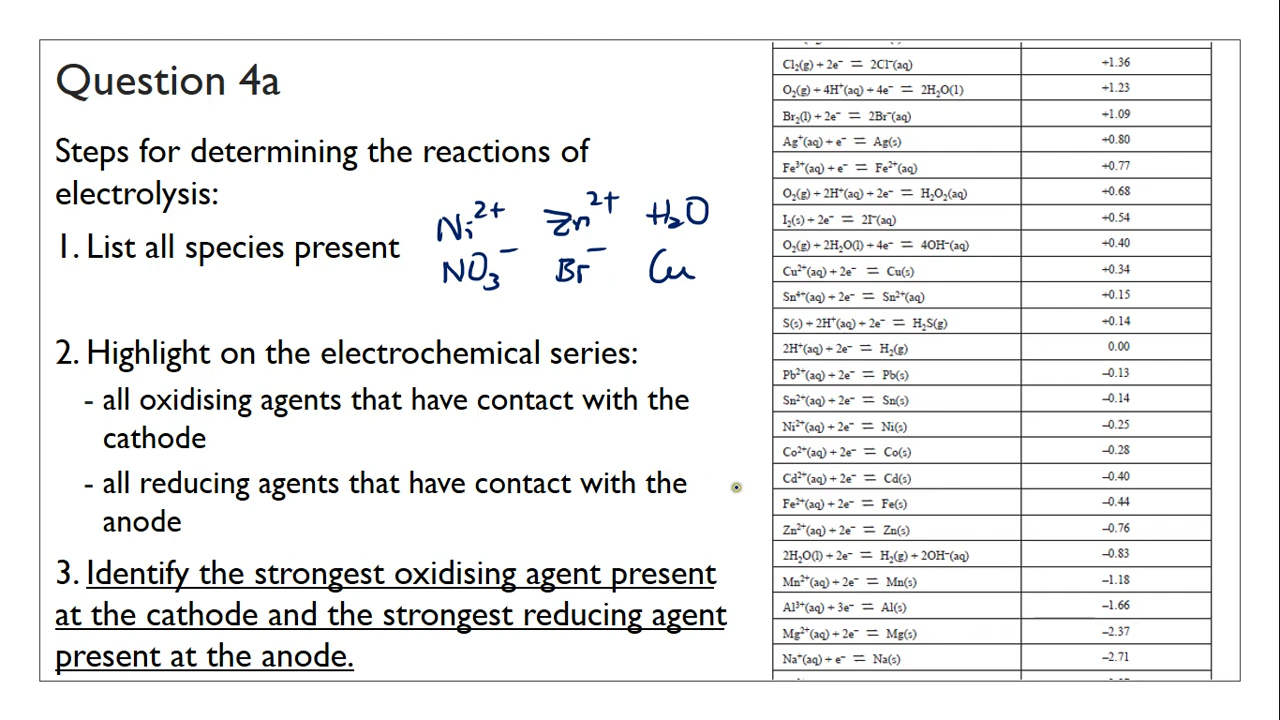 Question 4a
Steps for determining the reactions of
electrolysis:
1. List all species present
Ni²⁺ Zn²⁺ H₂O
NO₃⁻ Br⁻ Cu
2. Highlight on the electrochemical series:
- all oxidising agents that have contact with the
cathode
- all reducing agents that have contact with the
anode
3. Identify the strongest oxidising agent present
at the cathode and the strongest reducing agent
present at the anode.
Cl₂(g) + 2e⁻ ⇌ 2Cl⁻(aq) +1.36
O₂(g) + 4H⁺(aq) + 4e⁻ ⇌ 2H₂O(l) +1.23
Br₂(l) + 2e⁻ ⇌ 2Br⁻(aq) +1.09
Ag⁺(aq) + e⁻ ⇌ Ag(s) +0.80
Fe³⁺(aq) + e⁻ ⇌ Fe²⁺(aq) +0.77
O₂(g) + 2H⁺(aq) + 2e⁻ ⇌ H₂O₂(aq) +0.68
I₂(s) + 2e⁻ ⇌ 2I⁻(aq) +0.54
O₂(g) + 2H₂O(l) + 4e⁻ ⇌ 4OH⁻(aq) +0.40
Cu²⁺(aq) + 2e⁻ ⇌ Cu(s) +0.34
Sn⁴⁺(aq) + 2e⁻ ⇌ Sn²⁺(aq) +0.15
S(s) + 2H⁺(aq) + 2e⁻ ⇌ H₂S(g) +0.14
2H⁺(aq) + 2e⁻ ⇌ H₂(g) 0.00
Pb²⁺(aq) + 2e⁻ ⇌ Pb(s) –0.13
Sn²⁺(aq) + 2e⁻ ⇌ Sn(s) –0.14
Ni²⁺(aq) + 2e⁻ ⇌ Ni(s) –0.25
Co²⁺(aq) + 2e⁻ ⇌ Co(s) –0.28
Cd²⁺(aq) + 2e⁻ ⇌ Cd(s) –0.40
Fe²⁺(aq) + 2e⁻ ⇌ Fe(s) –0.44
Zn²⁺(aq) + 2e⁻ ⇌ Zn(s) –0.76
2H₂O(l) + 2e⁻ ⇌ H₂(g) + 2OH⁻(aq) –0.83
Mn²⁺(aq) + 2e⁻ ⇌ Mn(s) –1.18
Al³⁺(aq) + 3e⁻ ⇌ Al(s) –1.66
Mg²⁺(aq) + 2e⁻ ⇌ Mg(s) –2.37
Na⁺(aq) + e⁻ ⇌ Na(s) –2.71